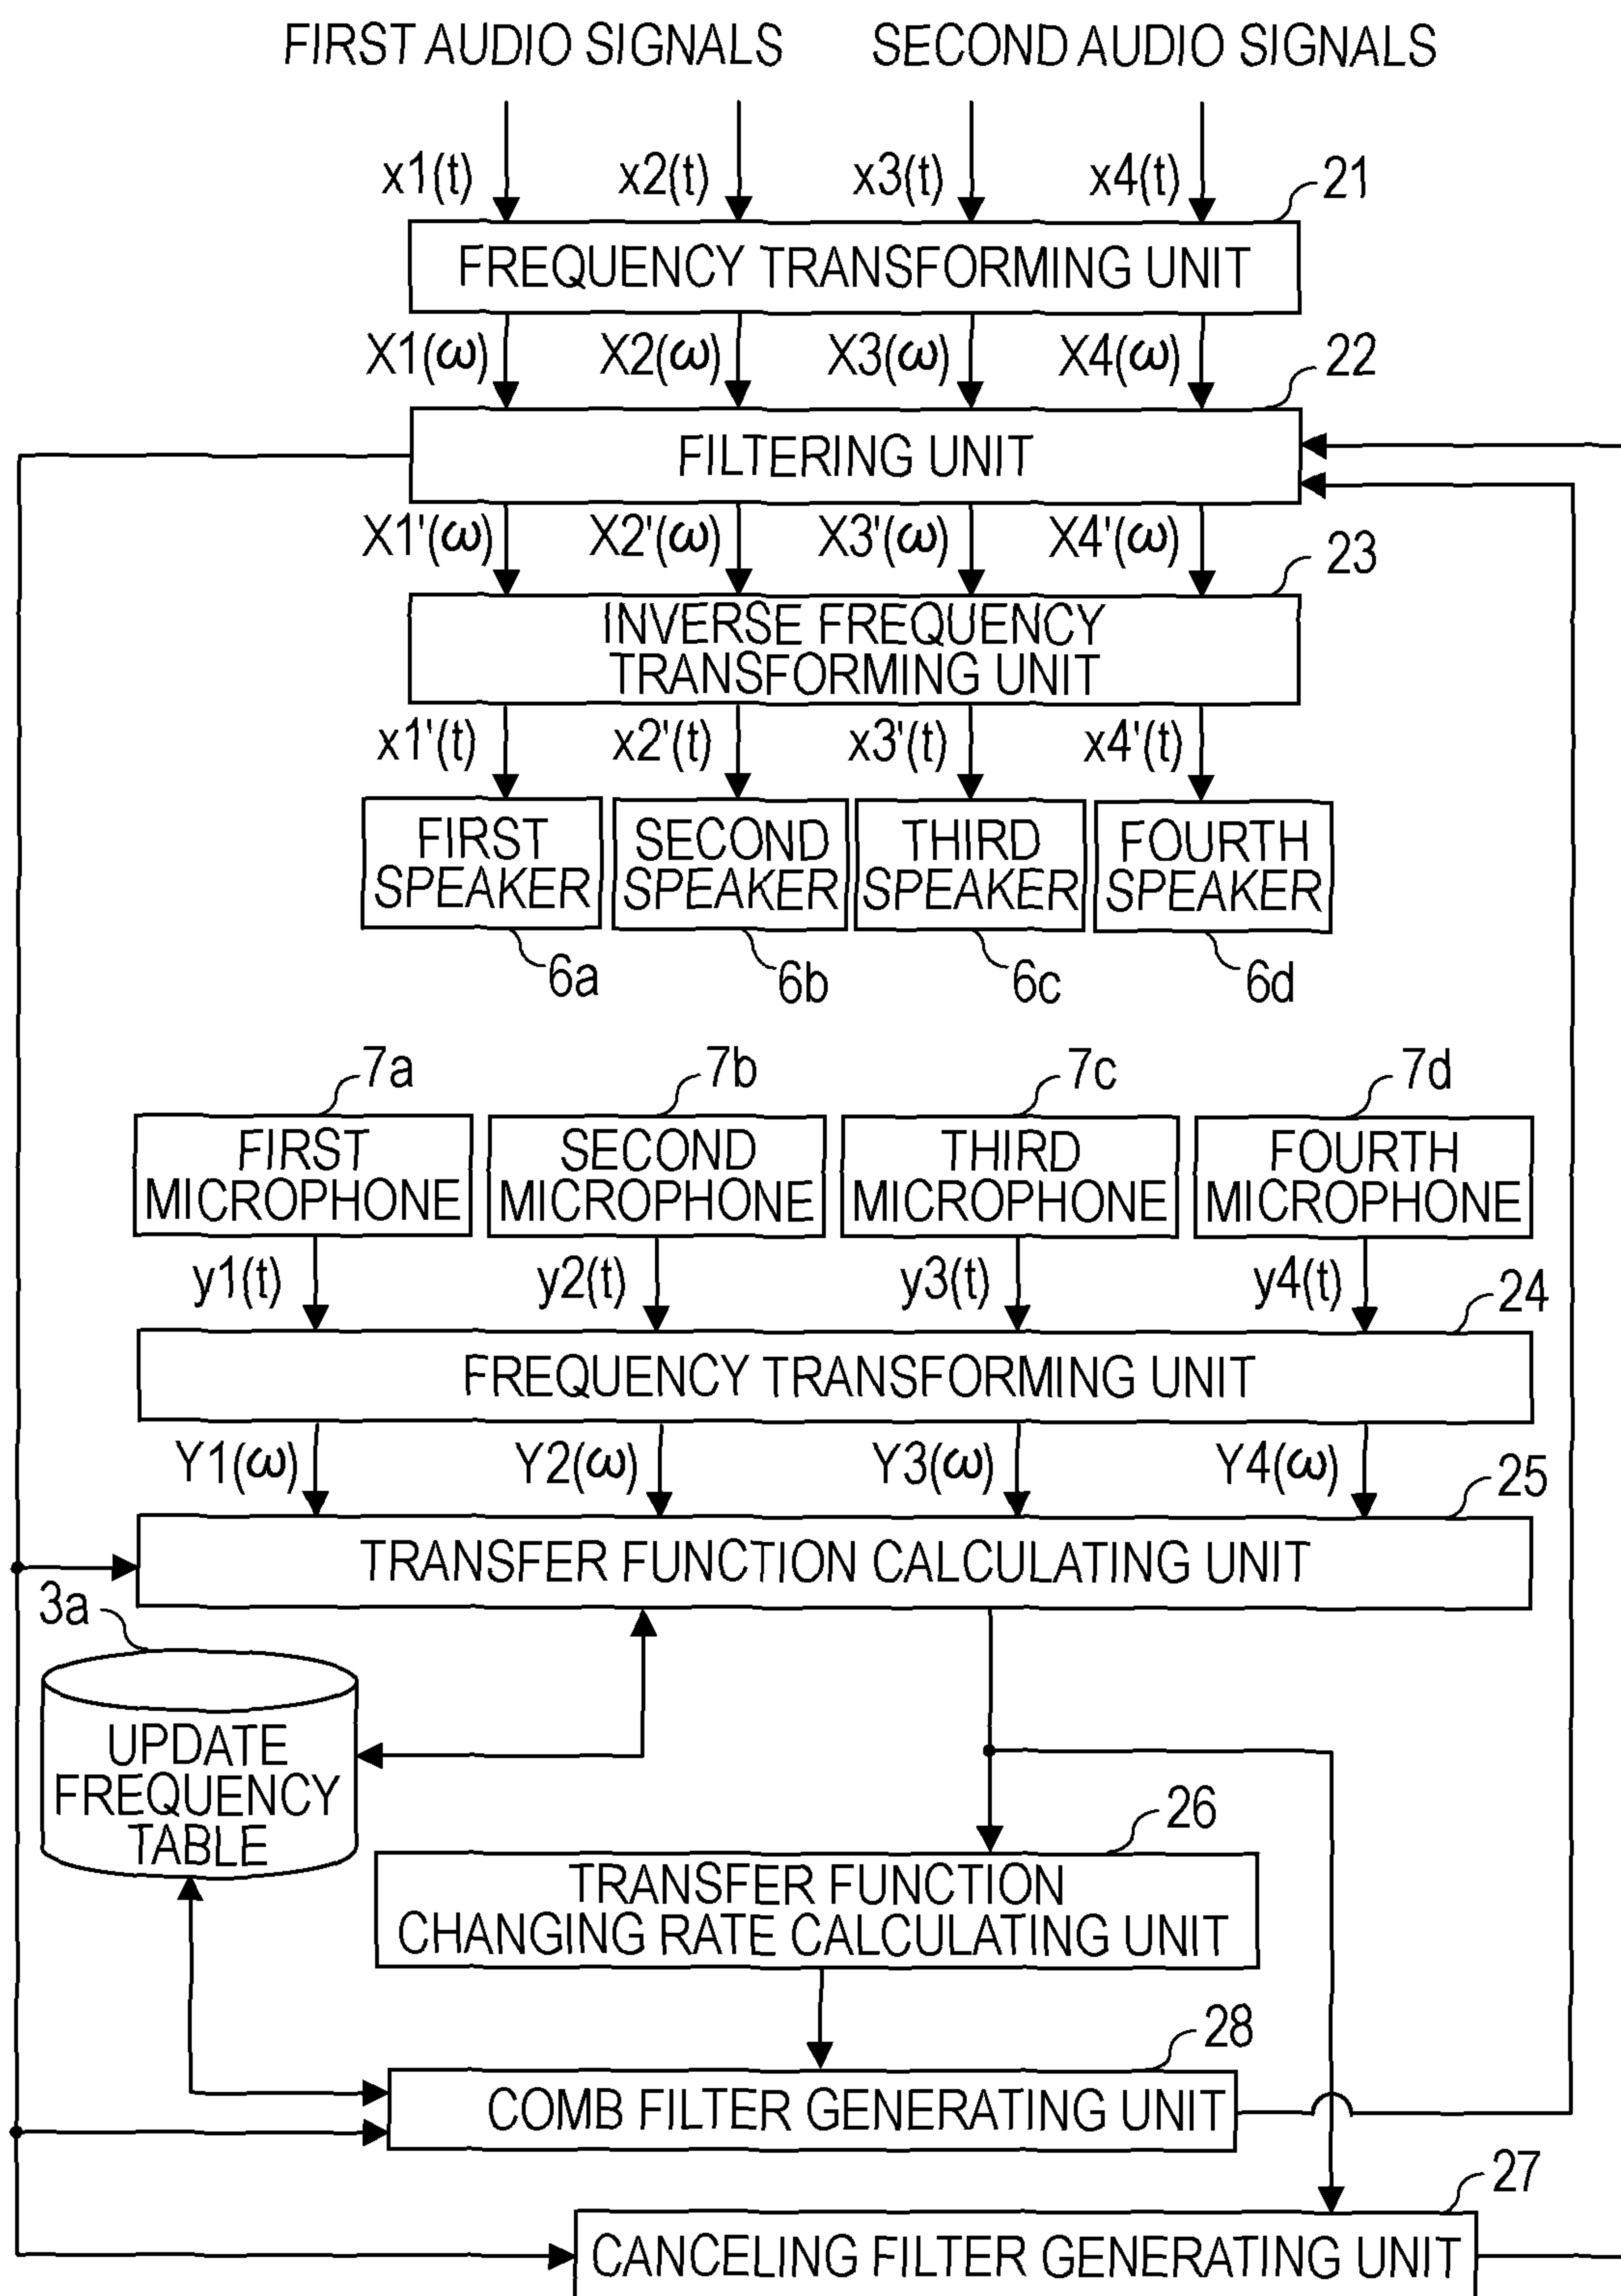 FIRST AUDIO SIGNALS SECOND AUDIO SIGNALS
x1(t) x2(t) x3(t) x4(t) 21
FREQUENCY TRANSFORMING UNIT
X1(ω) X2(ω) X3(ω) X4(ω) 22
FILTERING UNIT
X1'(ω) X2'(ω) X3'(ω) X4'(ω) 23
INVERSE FREQUENCY
TRANSFORMING UNIT
x1'(t) x2'(t) x3'(t) x4'(t)
FIRST
SPEAKER
SECOND
SPEAKER
THIRD
SPEAKER
FOURTH
SPEAKER
6a 6b 6c 6d
7a 7b 7c 7d
FIRST
MICROPHONE
SECOND
MICROPHONE
THIRD
MICROPHONE
FOURTH
MICROPHONE
y1(t) y2(t) y3(t) y4(t) 24
FREQUENCY TRANSFORMING UNIT
Y1(ω) Y2(ω) Y3(ω) Y4(ω) 25
TRANSFER FUNCTION CALCULATING UNIT
3a
UPDATE
FREQUENCY
TABLE
26
TRANSFER FUNCTION
CHANGING RATE CALCULATING UNIT
28
COMB FILTER GENERATING UNIT
27
CANCELING FILTER GENERATING UNIT